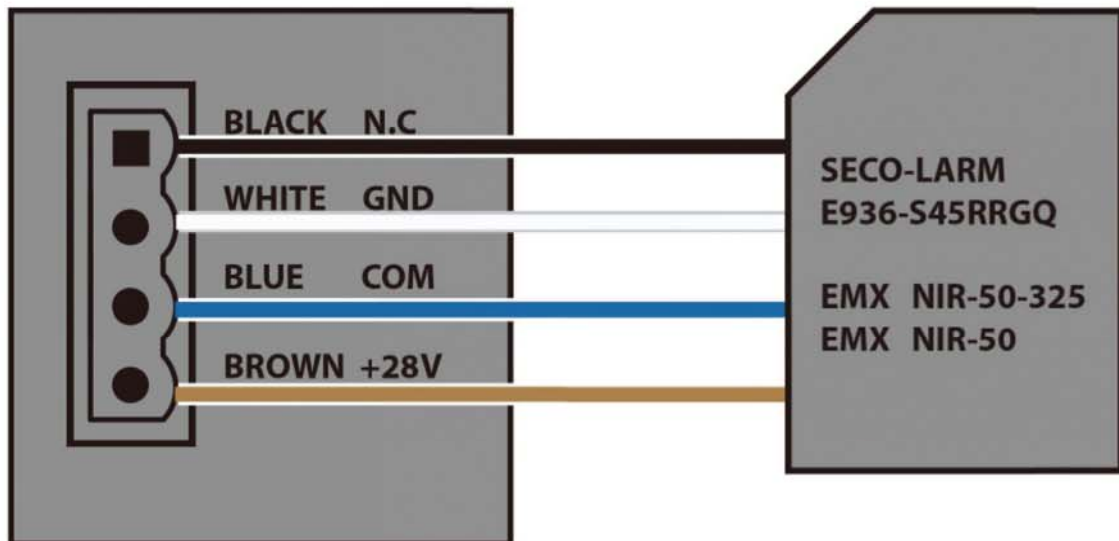 BLACK N.C
WHITE GND
BLUE COM
BROWN +28V
SECO-LARM
E936-S45RRGQ
EMX NIR-50-325
EMX NIR-50